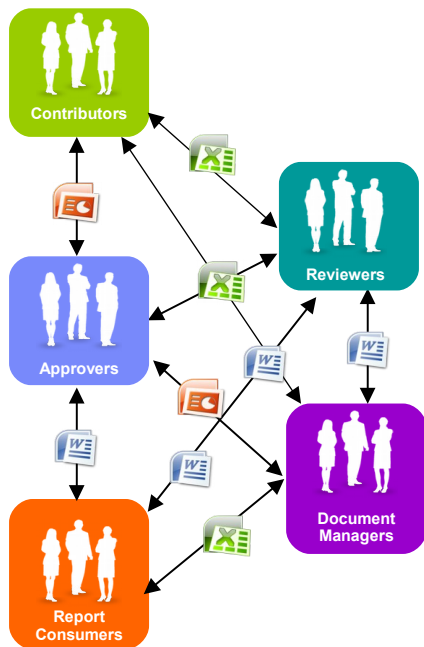 Contributors
Reviewers
Approvers
Document
Managers
Report
Consumers